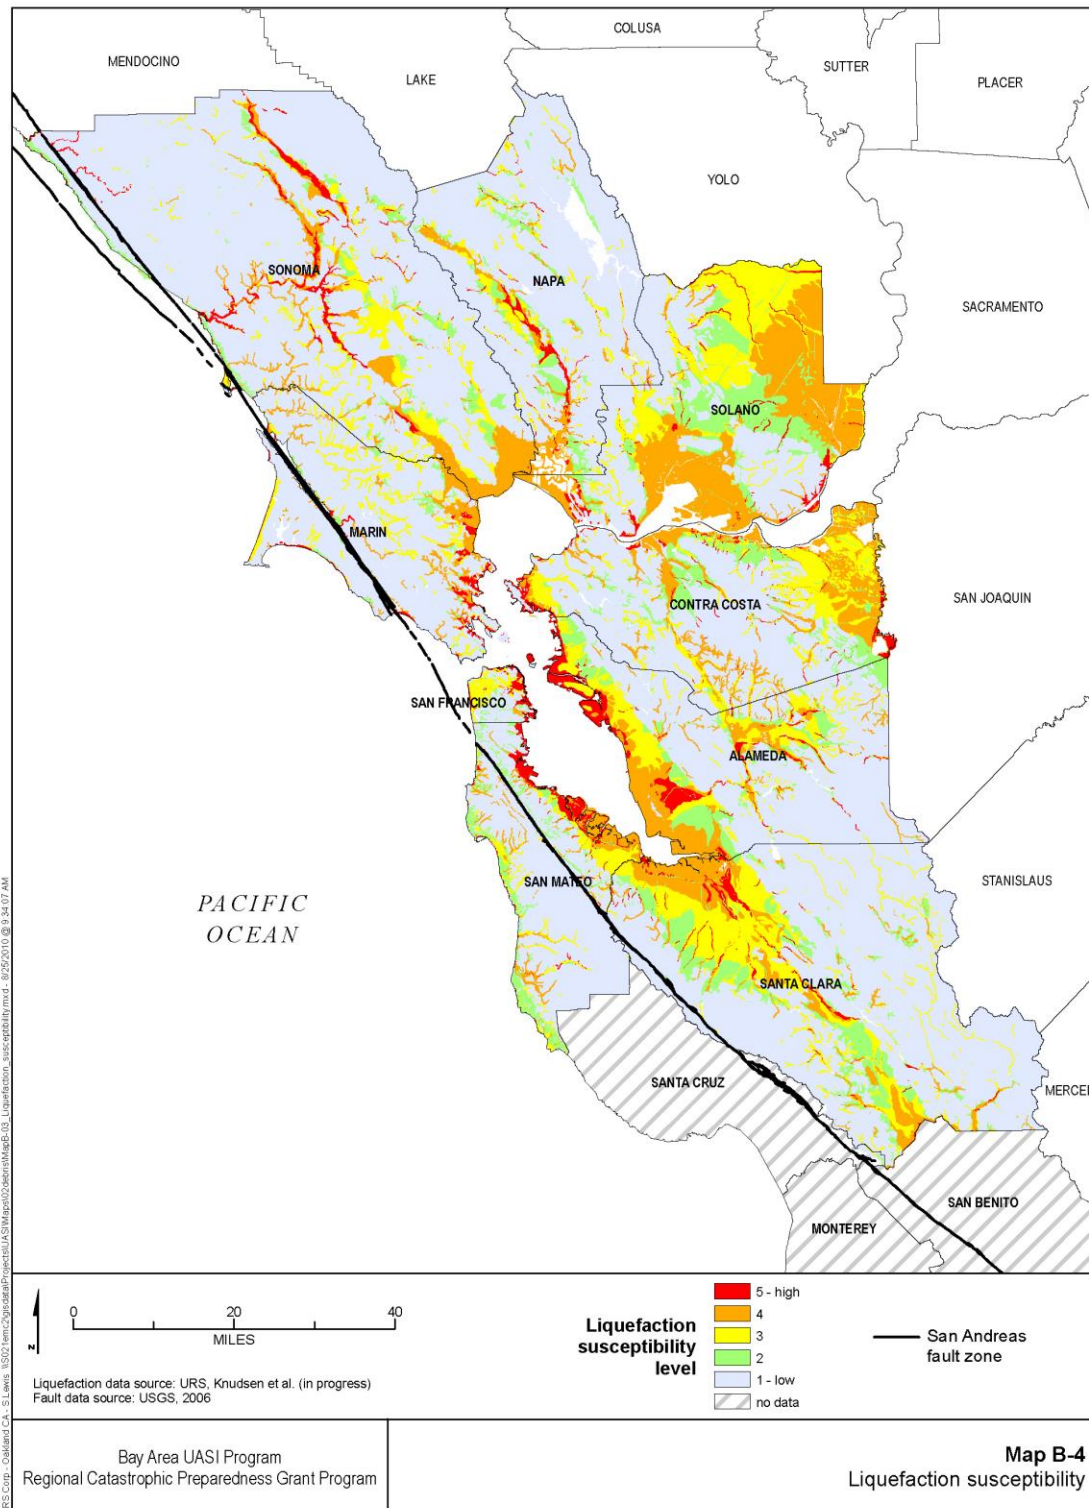 COLUSA
MENDOCINO
LAKE
SUTTER
PLACER
YOLO
SONOMA
NAPA
SACRAMENTO
SOLANO
MARIN
CONTRA COSTA
SAN JOAQUIN
SAN FRANCISCO
ALAMEDA
SAN MATEO
STANISLAUS
PACIFIC
OCEAN
SANTA CLARA
SANTA CRUZ
MERCED
SAN BENITO
MONTEREY
0 20 40
MILES
N
Liquefaction data source: URS, Knudsen et al. (in progress)
Fault data source: USGS, 2006
Liquefaction
susceptibility
level
5 - high
4
3
2
1 - low
no data
San Andreas
fault zone
Bay Area UASI Program
Regional Catastrophic Preparedness Grant Program
Map B-4
Liquefaction susceptibility